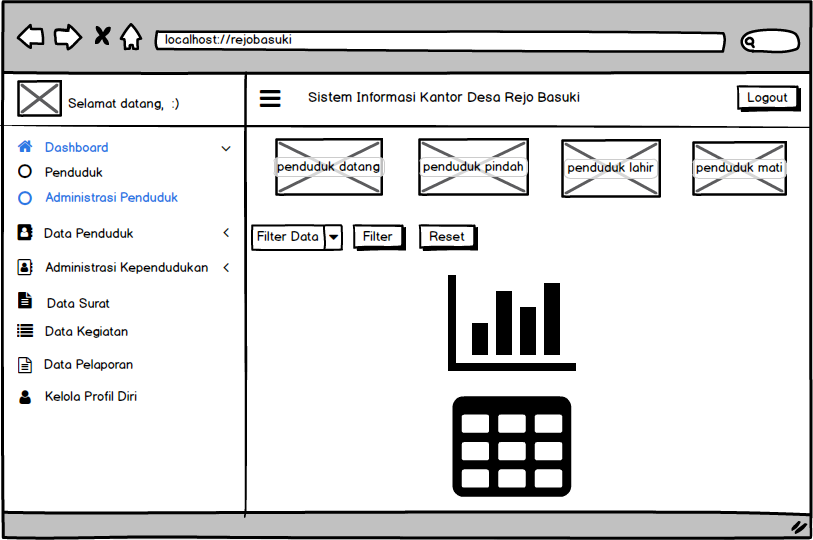 localhost://rejobasuki
Selamat datang, :)
Sistem Informasi Kantor Desa Rejo Basuki
Logout
Dashboard
Penduduk
Administrasi Penduduk
Data Penduduk
Administrasi Kependudukan
Data Surat
Data Kegiatan
Data Pelaporan
Kelola Profil Diri
penduduk datang
penduduk pindah
penduduk lahir
penduduk mati
Filter Data
Filter
Reset